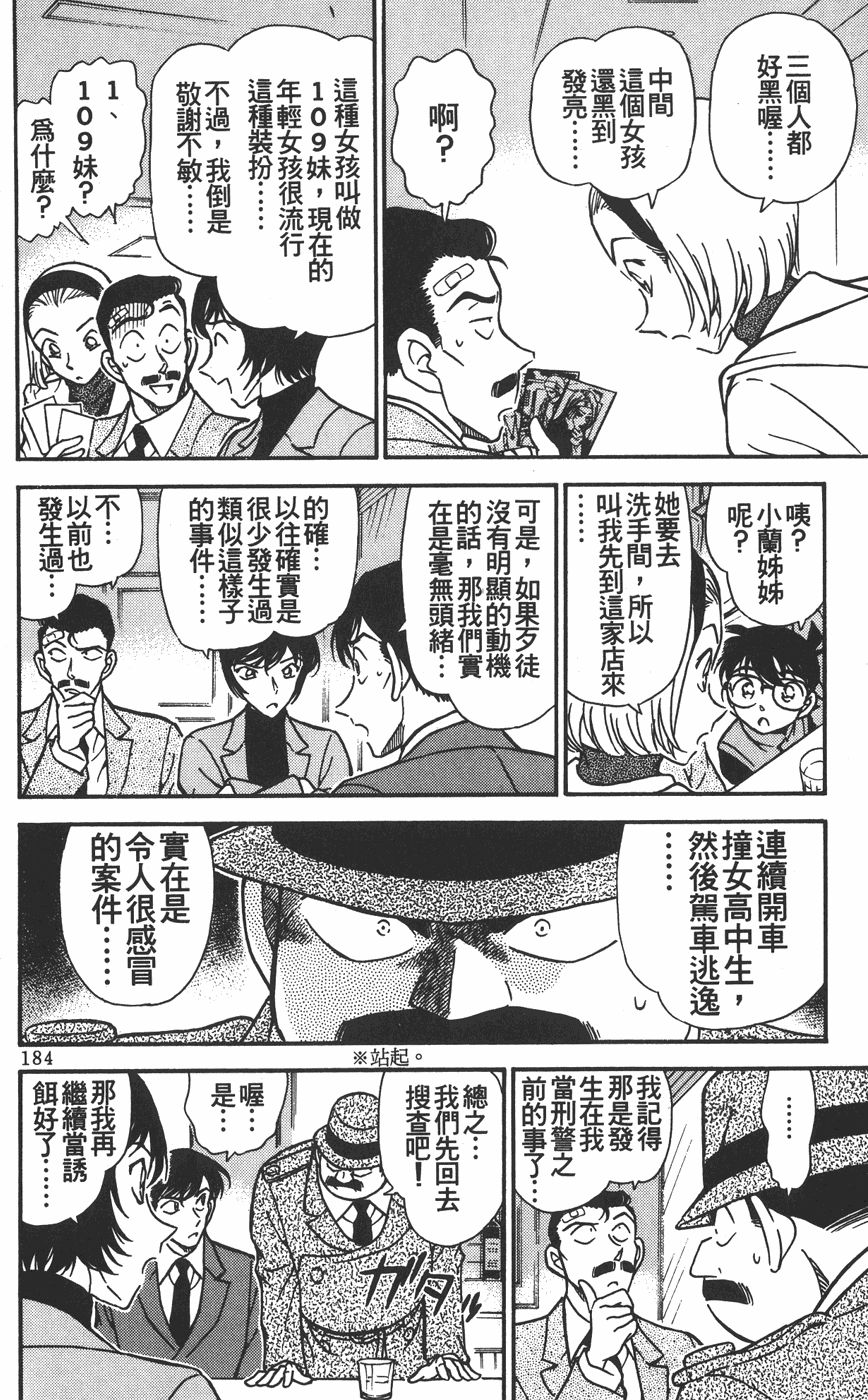 三個人都
好黑喔……
中間
這個女孩
還黑到
發亮……
啊？
這種女孩叫做
109妹，現在的
年輕女孩很流行
這種裝扮……
不過，我倒是
敬謝不敏……
1、
109妹？
爲什麼？
咦？
小蘭姊姊
呢？
她要去
洗手間，所以
叫我先到這家店來
……
可是，如果歹徒
沒有明顯的動機
的話，那我們實
在是毫無頭緒…
的確…
以往確實是
很少發生過
類似這樣子
的事件……
不…
以前也
發生過…
連續開車
撞女高中生，
然後駕車逃逸
……
實在是
令人很感冒
的案件……
184
※站起。
……
我記得
那是發
生在我
當刑警之
前的事了…
總之…
我們先回去
搜查吧！
ガタッ
喔…
是…
那我再
繼續當誘
餌好了……